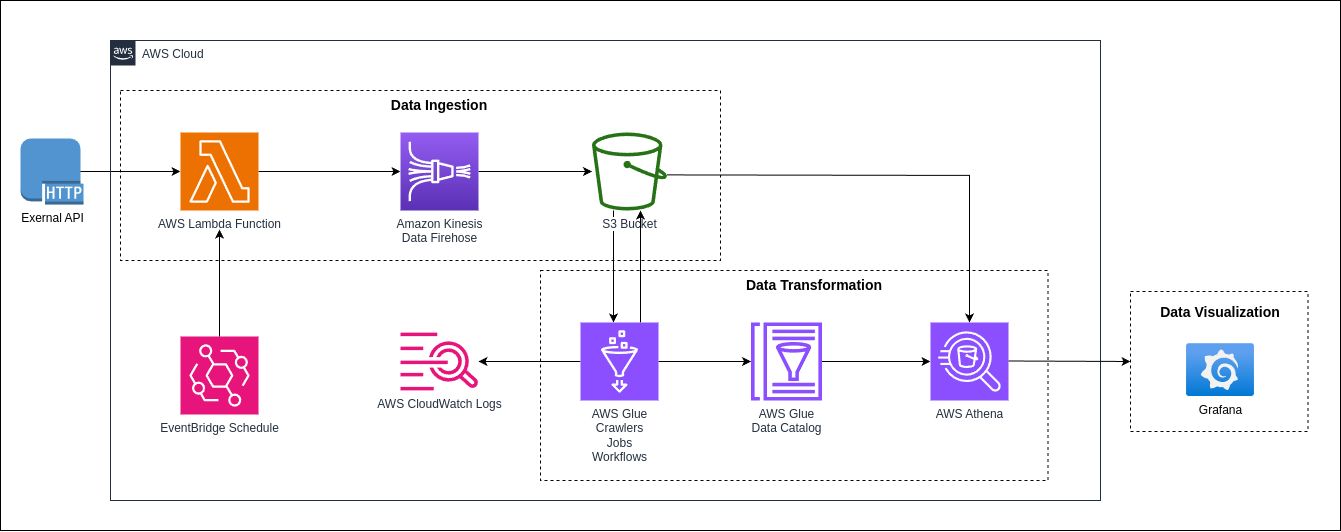 aws
AWS Cloud
Data Ingestion
HTTP
Exernal API
AWS Lambda Function
Amazon Kinesis
Data Firehose
S3 Bucket
Data Transformation
Data Visualization
EventBridge Schedule
AWS CloudWatch Logs
AWS Glue
Crawlers
Jobs
Workflows
AWS Glue
Data Catalog
AWS Athena
Grafana